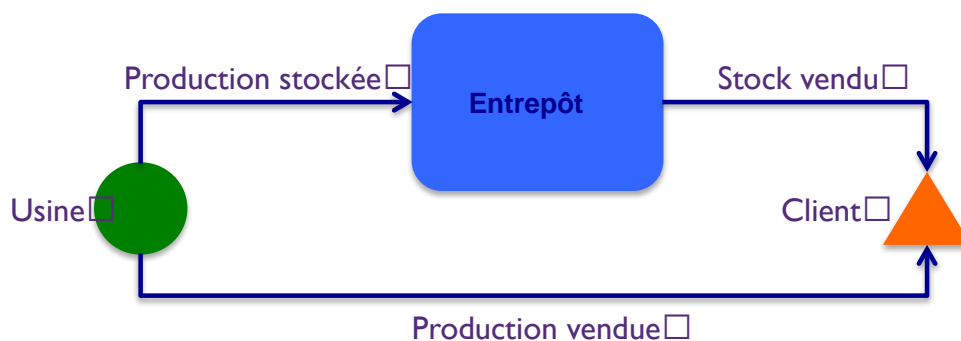 Production stockée
Stock vendu
Entrepôt
Usine
Client
Production vendue